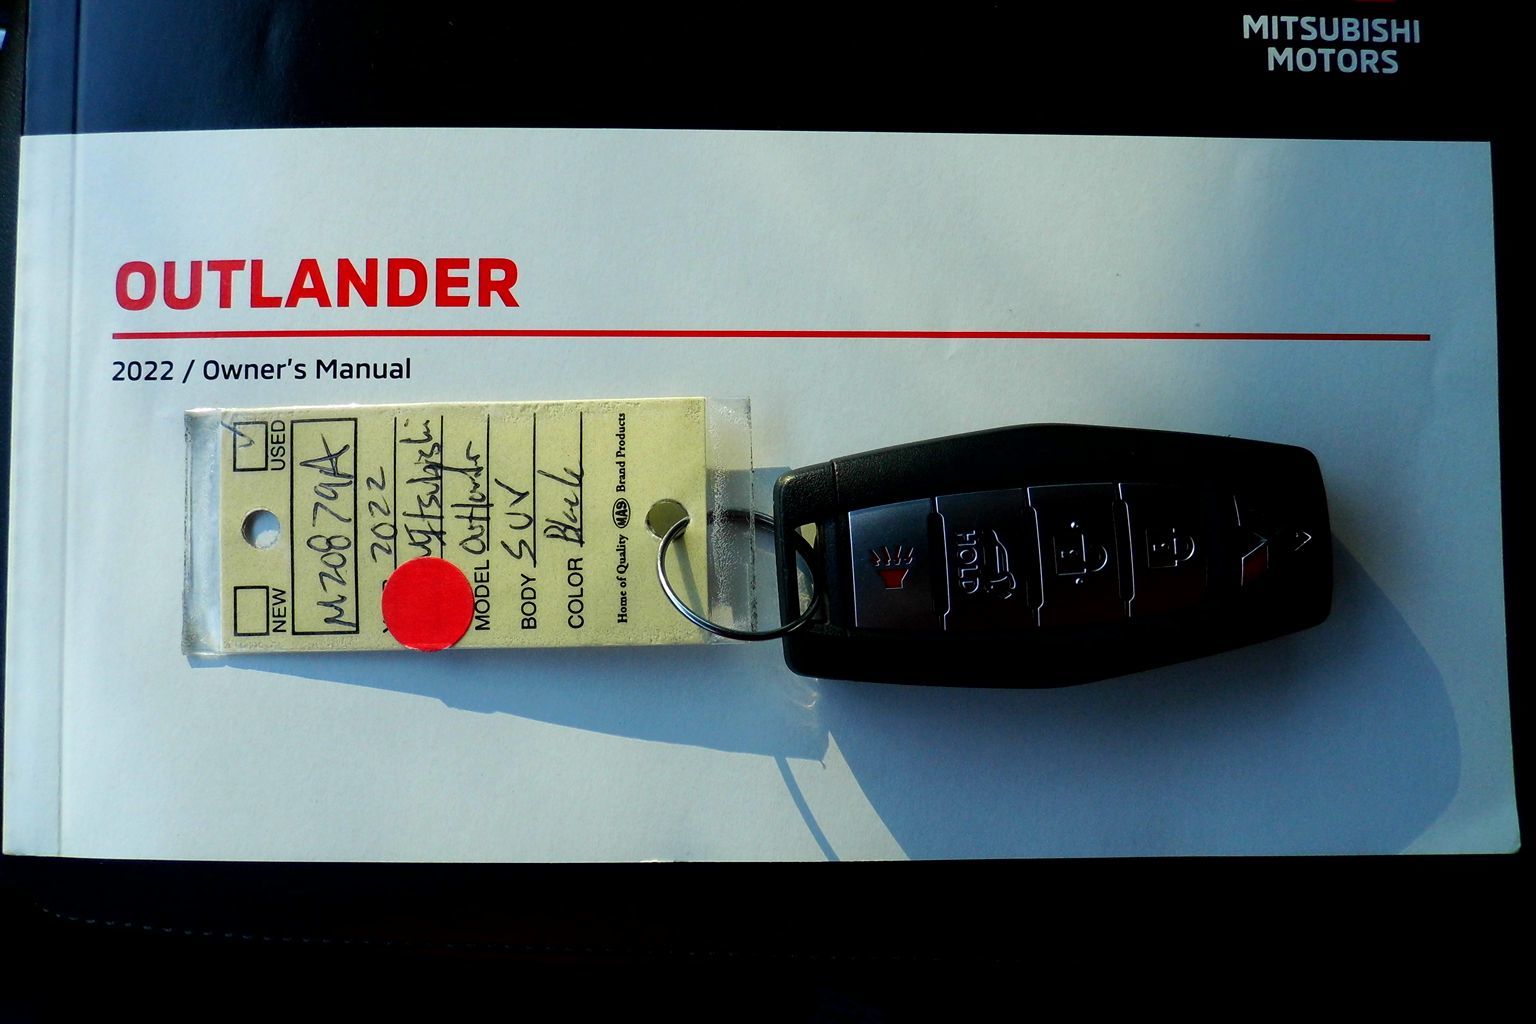 MITSUBISHI
MOTORS
OUTLANDER
2022 / Owner's Manual
NEW USED
M20879A
2022
Mitsubishi
MODEL Outlander
BODY SUV
COLOR Black
Home of Quality MAS Brand Products
HOLD